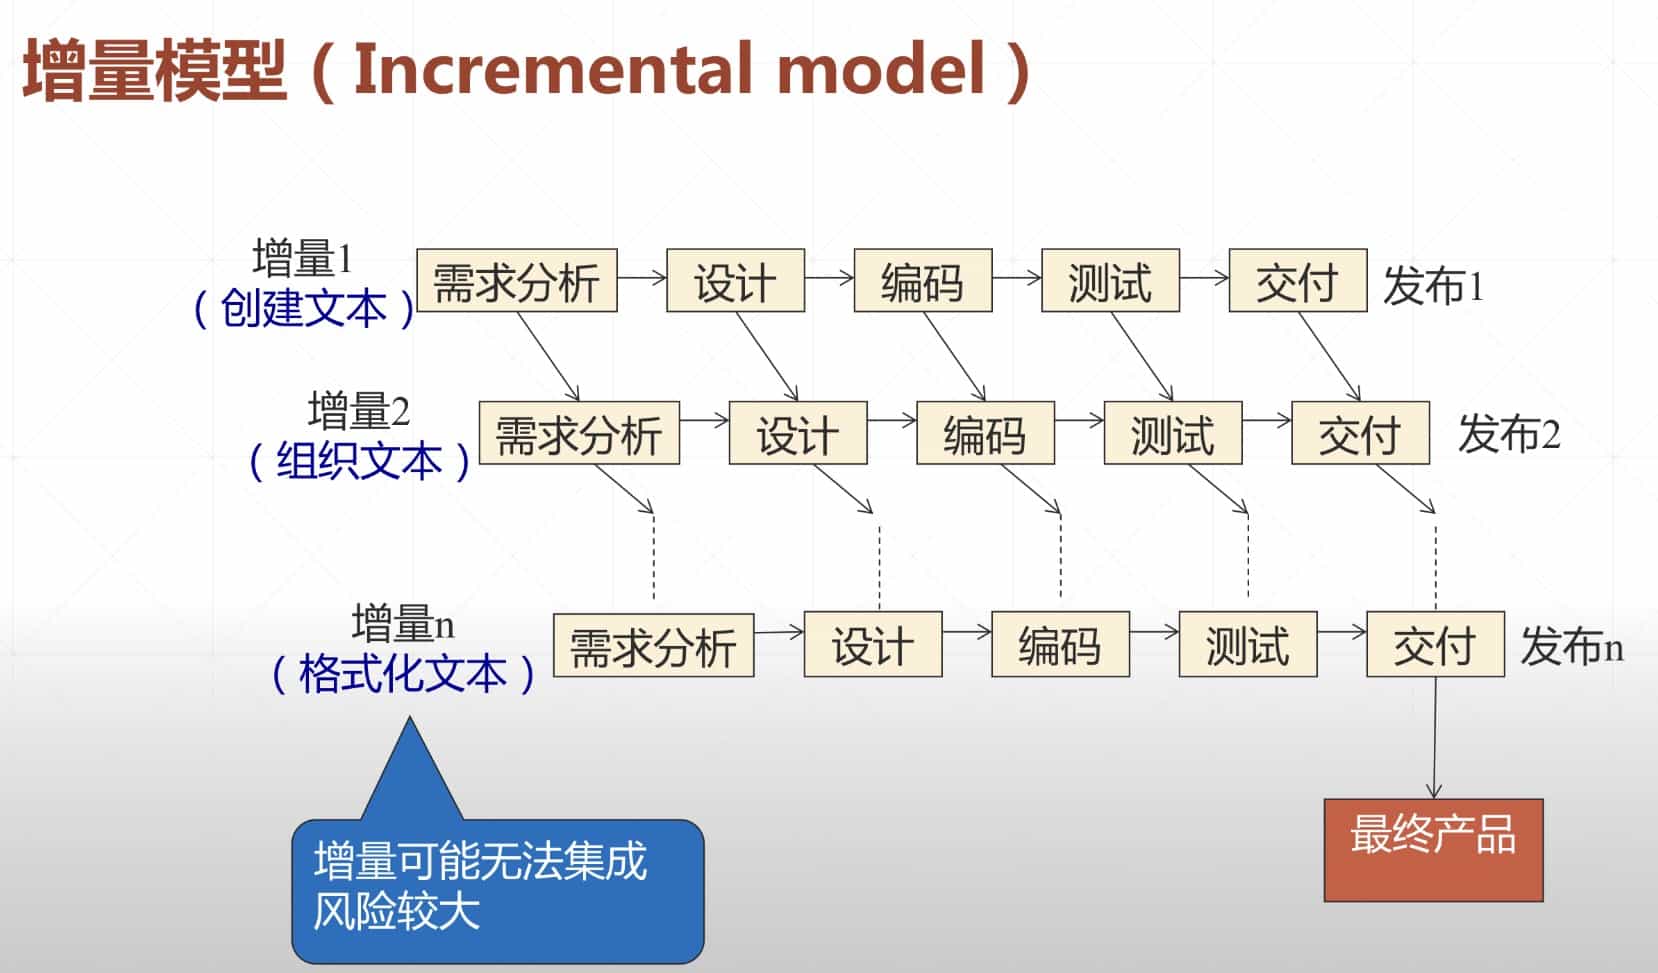 增量模型（Incremental model）
增量1
（创建文本）
需求分析
设计
编码
测试
交付
发布1
增量2
（组织文本）
需求分析
设计
编码
测试
交付
发布2
增量n
（格式化文本）
需求分析
设计
编码
测试
交付
发布n
增量可能无法集成
风险较大
最终产品